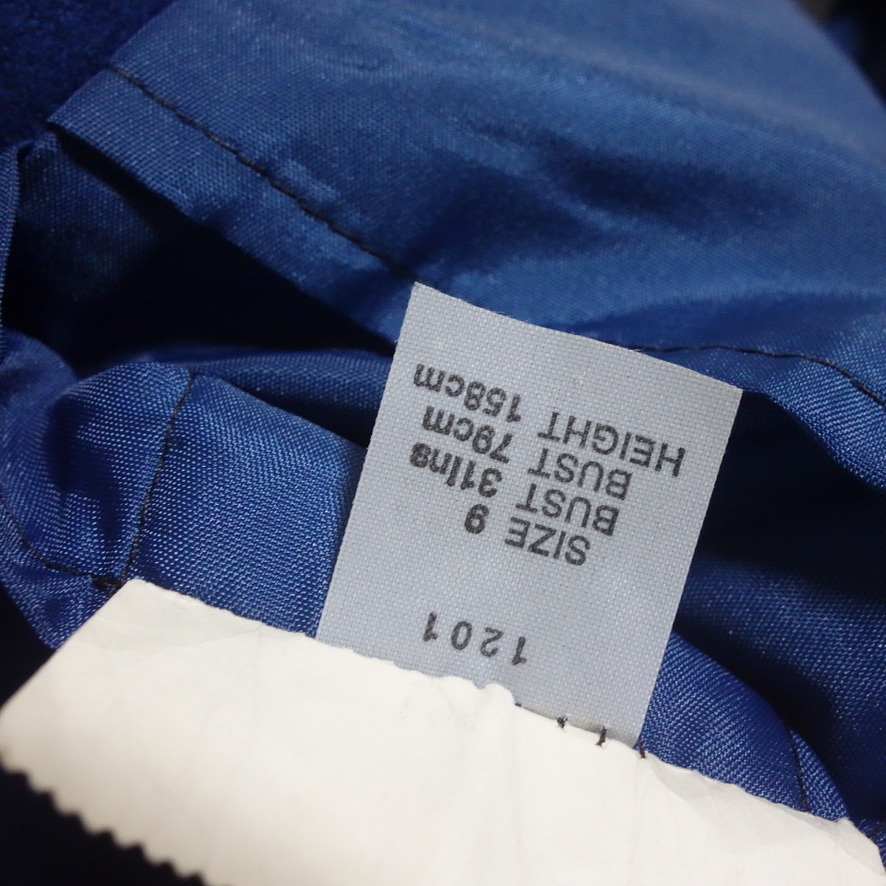 1201
SIZE 9
BUST 31Ins
BUST 79cm
HEIGHT 158cm